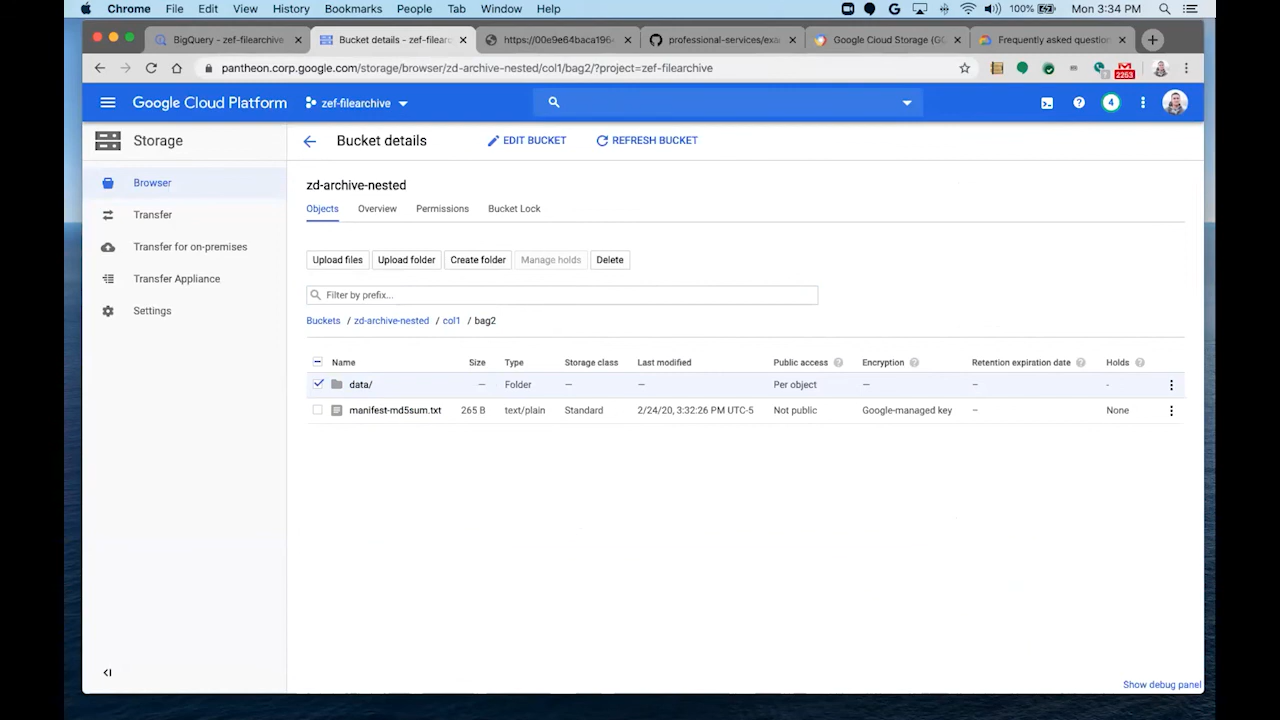 Chrome File Edit View History Bookmarks People Tab Window Help 100% Mon 3:34 PM
BigQuery - zef-filearchive Bucket details - zef-filear https://00e9e64baca196 professional-services/exa Google Cloud Storage (GC Frequently asked question
pantheon.corp.google.com/storage/browser/zd-archive-nested/col1/bag2/?project=zef-filearchive 2253
Google Cloud Platform zef-filearchive 4
Storage Bucket details EDIT BUCKET REFRESH BUCKET
Browser
Transfer
Transfer for on-premises
Transfer Appliance
Settings
zd-archive-nested
Objects Overview Permissions Bucket Lock
Upload files Upload folder Create folder Manage holds Delete
Filter by prefix...
Buckets / zd-archive-nested / col1 / bag2
Name Size Type Storage class Last modified Public access Encryption Retention expiration date Holds
data/ — Folder — — Per object — – -
manifest-md5sum.txt 265 B text/plain Standard 2/24/20, 3:32:26 PM UTC-5 Not public Google-managed key – None
Show debug panel